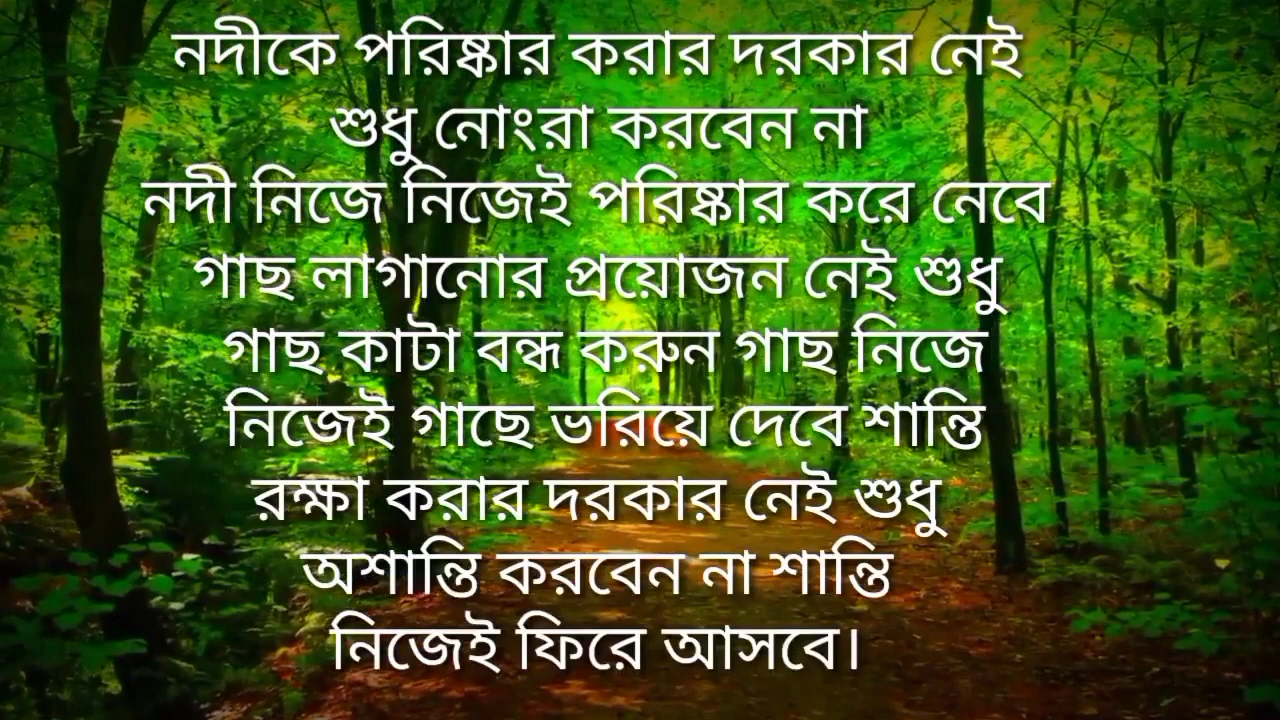 নদীকে পরিষ্কার করার দরকার নেই
শুধু নোংরা করবেন না
নদী নিজে নিজেই পরিষ্কার করে নেবে
গাছ লাগানোর প্রয়োজন নেই শুধু
গাছ কাটা বন্ধ করুন গাছ নিজে
নিজেই গাছে ভরিয়ে দেবে শান্তি
রক্ষা করার দরকার নেই শুধু
অশান্তি করবেন না শান্তি
নিজেই ফিরে আসবে।